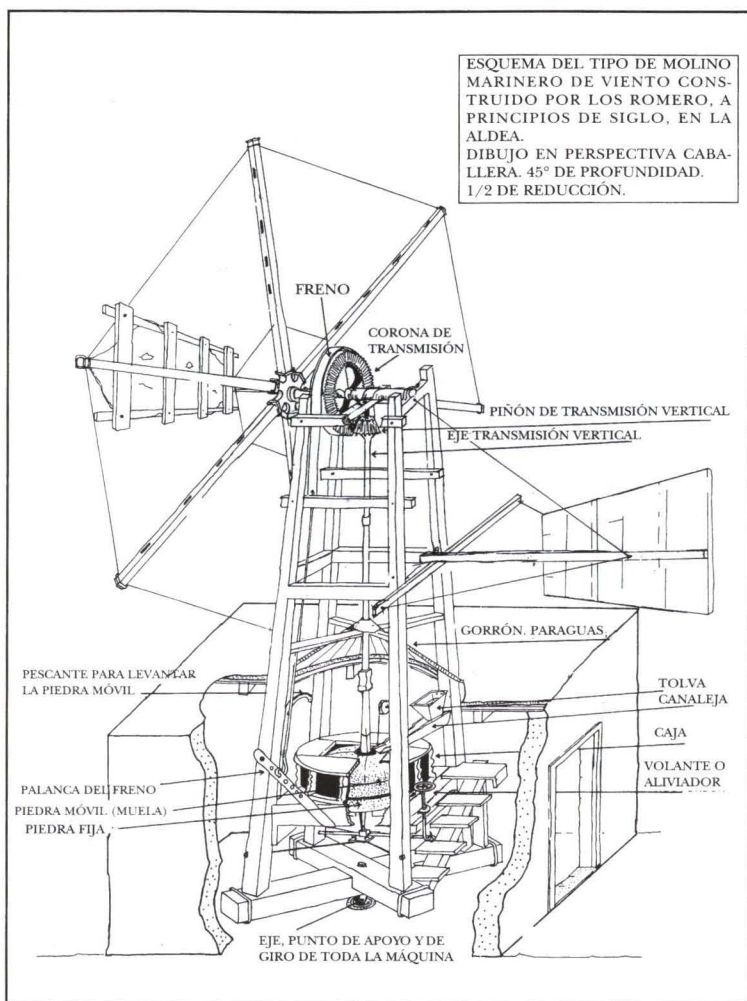 ESQUEMA DEL TIPO DE MOLINO
MARINERO DE VIENTO CONS-
TRUIDO POR LOS ROMERO, A
PRINCIPIOS DE SIGLO, EN LA
ALDEA.
DIBUJO EN PERSPECTIVA CABA-
LLERA. 45° DE PROFUNDIDAD.
1/2 DE REDUCCIÓN.
FRENO
CORONA DE
TRANSMISIÓN
PIÑÓN DE TRANSMISIÓN VERTICAL
EJE TRANSMISIÓN VERTICAL
GORRÓN. PARAGUAS,
PESCANTE PARA LEVANTAR
LA PIEDRA MÓVIL
TOLVA
CANALEJA
CAJA
VOLANTE O
ALIVIADOR
PALANCA DEL FRENO
PIEDRA MÓVIL (MUELA)
PIEDRA FIJA
EJE, PUNTO DE APOYO Y DE
GIRO DE TODA LA MÁQUINA